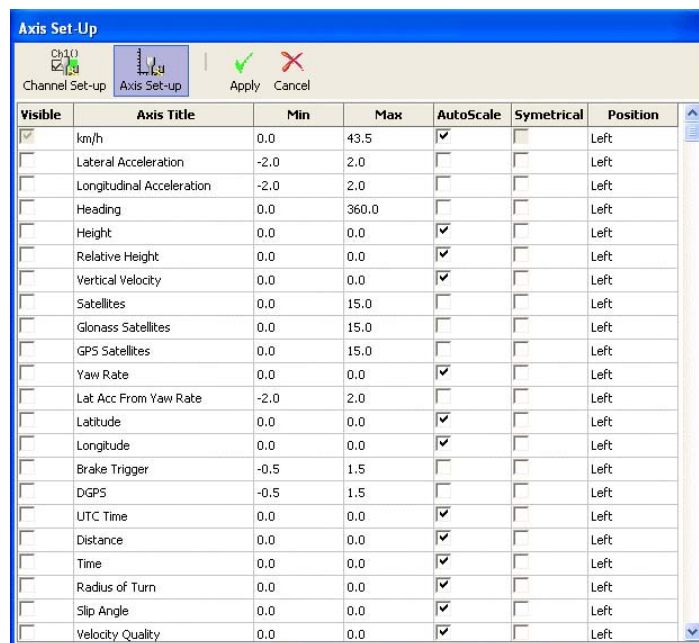 Axis Set-Up
Ch1()
Channel Set-up Axis Set-up Apply Cancel
Visible Axis Title Min Max AutoScale Symetrical Position
km/h 0.0 43.5 Left
Lateral Acceleration -2.0 2.0 Left
Longitudinal Acceleration -2.0 2.0 Left
Heading 0.0 360.0 Left
Height 0.0 0.0 Left
Relative Height 0.0 0.0 Left
Vertical Velocity 0.0 0.0 Left
Satellites 0.0 15.0 Left
Glonass Satellites 0.0 15.0 Left
GPS Satellites 0.0 15.0 Left
Yaw Rate 0.0 0.0 Left
Lat Acc From Yaw Rate -2.0 2.0 Left
Latitude 0.0 0.0 Left
Longitude 0.0 0.0 Left
Brake Trigger -0.5 1.5 Left
DGPS -0.5 1.5 Left
UTC Time 0.0 0.0 Left
Distance 0.0 0.0 Left
Time 0.0 0.0 Left
Radius of Turn 0.0 0.0 Left
Slip Angle 0.0 0.0 Left
Velocity Quality 0.0 0.0 Left